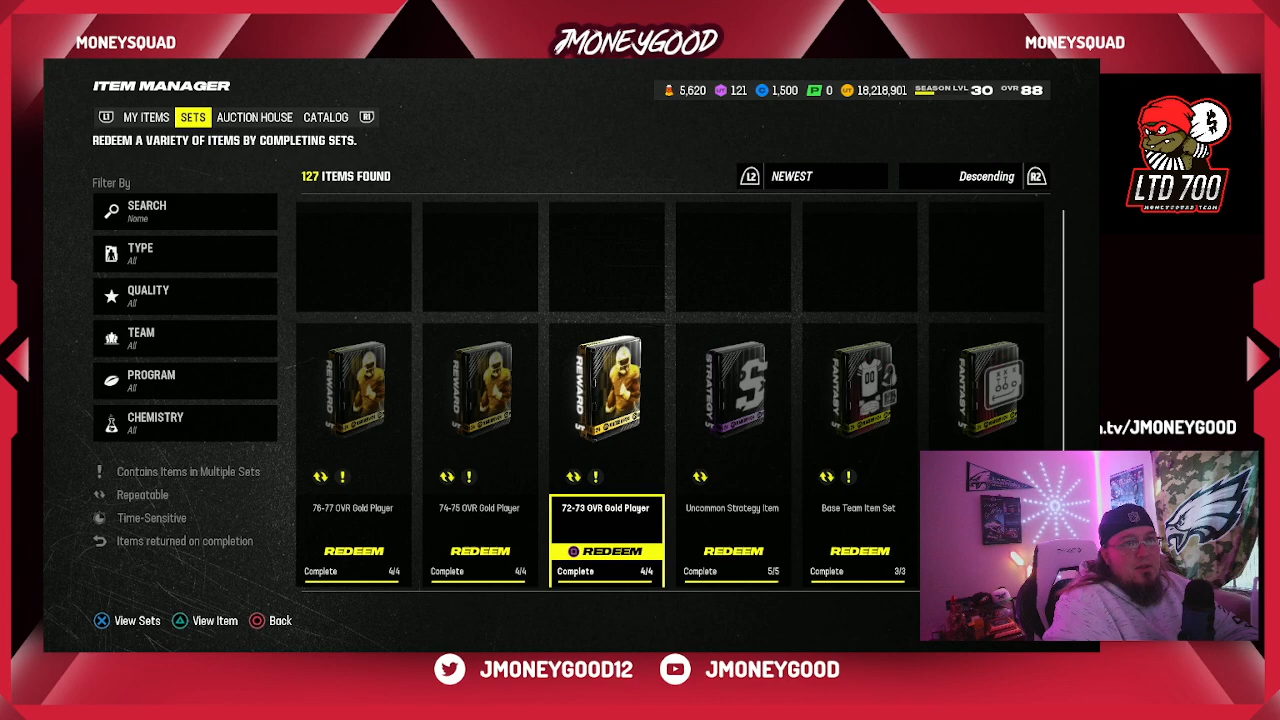 MONEYSQUAD
JMONEYGOOD
MONEYSQUAD
ITEM MANAGER
5,620 121 1,500 0 18,218,901 SEASON LVL 30 OVR 88
L1 MY ITEMS SETS AUCTION HOUSE CATALOG R1
REDEEM A VARIETY OF ITEMS BY COMPLETING SETS.
Filter By
SEARCH
None
TYPE
All
QUALITY
All
TEAM
All
PROGRAM
All
CHEMISTRY
All
! Contains Items in Multiple Sets
Repeatable
Time-Sensitive
Items returned on completion
127 ITEMS FOUND
L2 NEWEST
Descending R2
REWARD
REWARD
REWARD
STRATEGY
FANTASY
FANTASY
76-77 OVR Gold Player
REDEEM
Complete 4/4
74-75 OVR Gold Player
REDEEM
Complete 4/4
72-73 OVR Gold Player
REDEEM
Complete 4/4
Uncommon Strategy Item
REDEEM
Complete 5/5
Base Team Item Set
REDEEM
Complete 3/3
View Sets View Item Back
LTD 700
MONEYSQUAD TEAM
.tv/JMONEYGOOD
JMONEYGOOD12
JMONEYGOOD